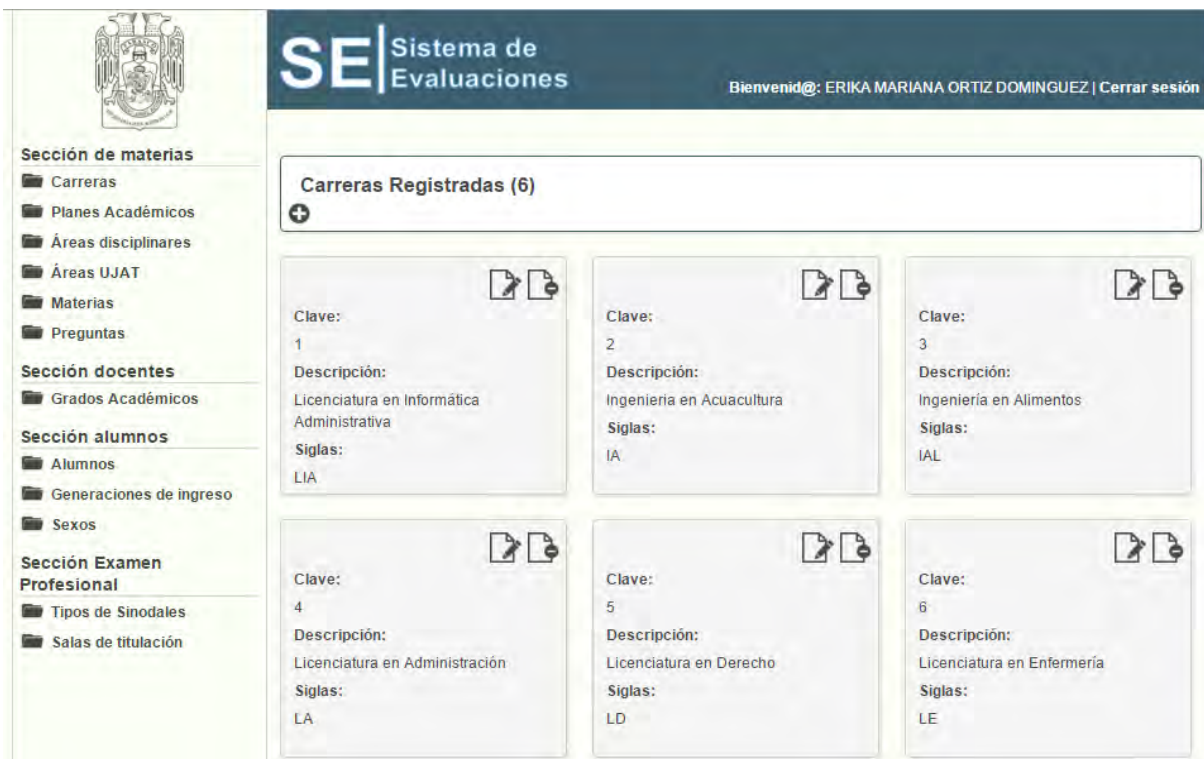 SE Sistema de
Evaluaciones
Bienvenid@: ERIKA MARIANA ORTIZ DOMINGUEZ | Cerrar sesión
Sección de materias
Carreras
Planes Académicos
Áreas disciplinares
Áreas UJAT
Materias
Preguntas
Sección docentes
Grados Académicos
Sección alumnos
Alumnos
Generaciones de ingreso
Sexos
Sección Examen
Profesional
Tipos de Sinodales
Salas de titulación
Carreras Registradas (6)
Clave:
1
Descripción:
Licenciatura en Informática
Administrativa
Siglas:
LIA
Clave:
2
Descripción:
Ingenieria en Acuacultura
Siglas:
IA
Clave:
3
Descripción:
Ingeniería en Alimentos
Siglas:
IAL
Clave:
4
Descripción:
Licenciatura en Administración
Siglas:
LA
Clave:
5
Descripción:
Licenciatura en Derecho
Siglas:
LD
Clave:
6
Descripción:
Licenciatura en Enfermería
Siglas:
LE